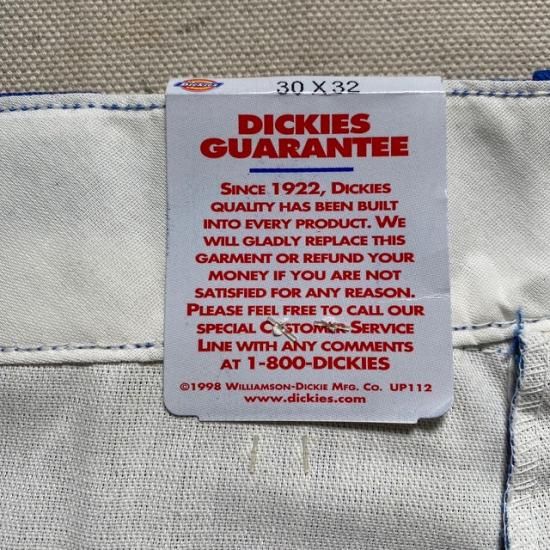 Dickies
30 X 32
DICKIES
GUARANTEE
SINCE 1922, DICKIES
QUALITY HAS BEEN BUILT
INTO EVERY PRODUCT. WE
WILL GLADLY REPLACE THIS
GARMENT OR REFUND YOUR
MONEY IF YOU ARE NOT
SATISFIED FOR ANY REASON.
PLEASE FEEL FREE TO CALL OUR
SPECIAL CUSTOMER SERVICE
LINE WITH ANY COMMENTS
AT 1-800-DICKIES
©1998 WILLIAMSON-DICKIE MFG. CO. UP112
www.dickies.com